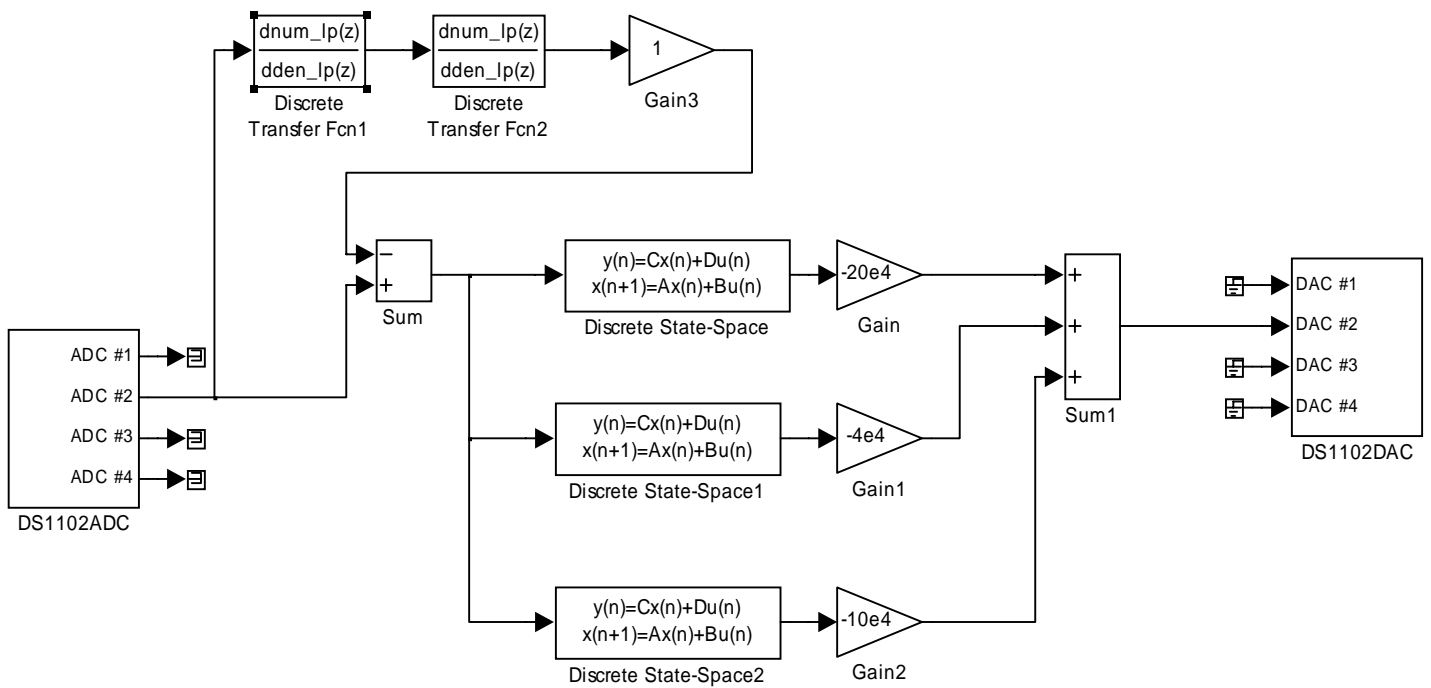 dnum_lp(z)
dden_lp(z)
Discrete
Transfer Fcn1
dnum_lp(z)
dden_lp(z)
Discrete
Transfer Fcn2
1
Gain3
−
+
Sum
y(n)=Cx(n)+Du(n)
x(n+1)=Ax(n)+Bu(n)
Discrete State-Space
-20e4
Gain
+
+
+
Sum1
DAC #1
DAC #2
DAC #3
DAC #4
DS1102DAC
ADC #1
ADC #2
ADC #3
ADC #4
DS1102ADC
y(n)=Cx(n)+Du(n)
x(n+1)=Ax(n)+Bu(n)
Discrete State-Space1
-4e4
Gain1
y(n)=Cx(n)+Du(n)
x(n+1)=Ax(n)+Bu(n)
Discrete State-Space2
-10e4
Gain2